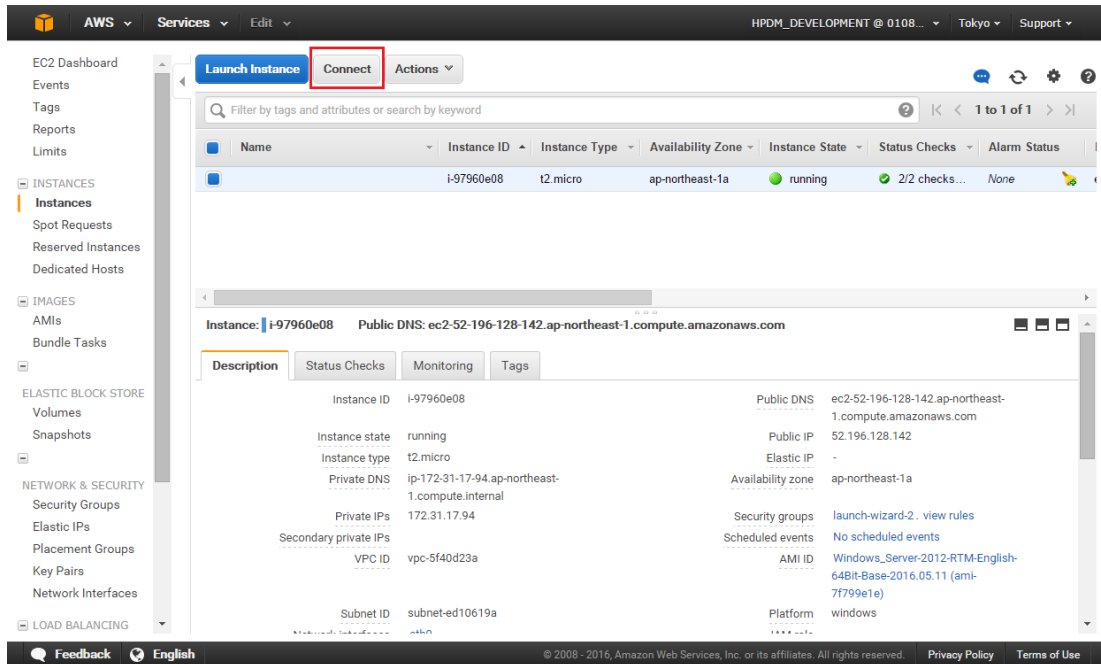 AWS Services Edit HPDM_DEVELOPMENT @ 0108... Tokyo Support
EC2 Dashboard
Events
Tags
Reports
Limits
INSTANCES
Instances
Spot Requests
Reserved Instances
Dedicated Hosts
IMAGES
AMIs
Bundle Tasks
ELASTIC BLOCK STORE
Volumes
Snapshots
NETWORK & SECURITY
Security Groups
Elastic IPs
Placement Groups
Key Pairs
Network Interfaces
LOAD BALANCING
Launch Instance Connect Actions
Filter by tags and attributes or search by keyword 1 to 1 of 1
Name Instance ID Instance Type Availability Zone Instance State Status Checks Alarm Status
i-97960e08 t2.micro ap-northeast-1a running 2/2 checks... None
Instance: i-97960e08 Public DNS: ec2-52-196-128-142.ap-northeast-1.compute.amazonaws.com
Description Status Checks Monitoring Tags
Instance ID i-97960e08 Public DNS ec2-52-196-128-142.ap-northeast-
1.compute.amazonaws.com
Instance state running Public IP 52.196.128.142
Instance type t2.micro Elastic IP -
Private DNS ip-172-31-17-94.ap-northeast- Availability zone ap-northeast-1a
1.compute.internal
Private IPs 172.31.17.94 Security groups launch-wizard-2. view rules
Secondary private IPs Scheduled events No scheduled events
VPC ID vpc-5f40d23a AMI ID Windows_Server-2012-RTM-English-
64Bit-Base-2016.05.11 (ami-
7f799e1e)
Subnet ID subnet-ed10619a Platform windows
Feedback English © 2008 - 2016, Amazon Web Services, Inc. or its affiliates. All rights reserved. Privacy Policy Terms of Use